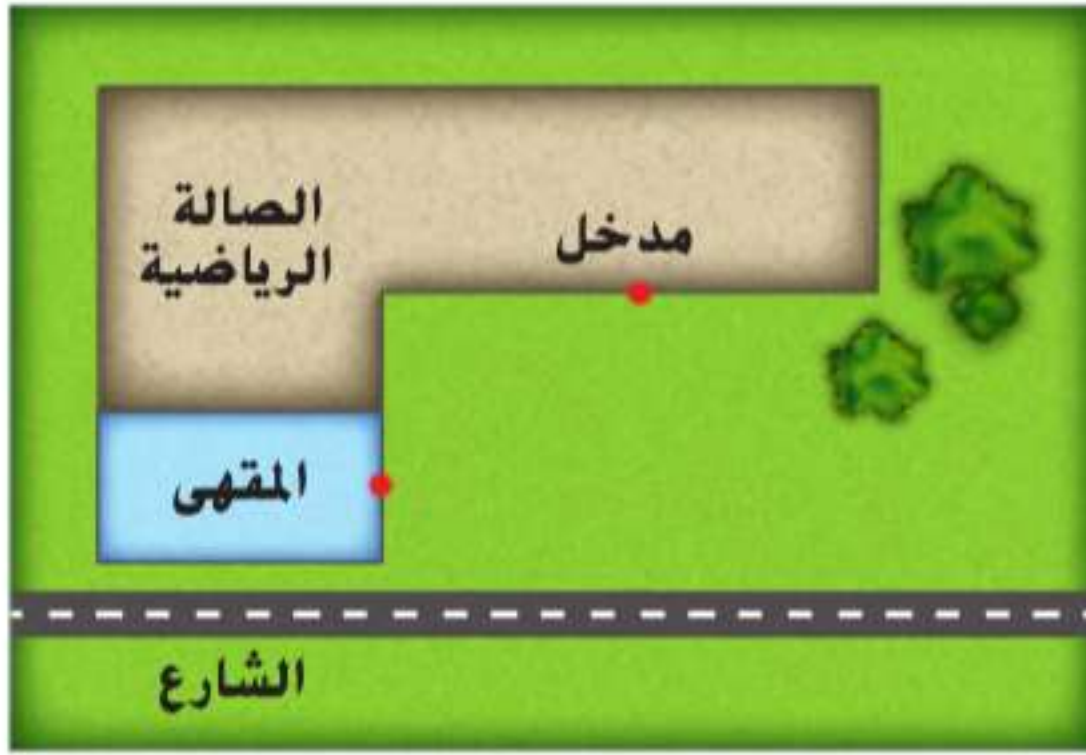 الصالة
الرياضية
مدخل
المقهى
الشارع